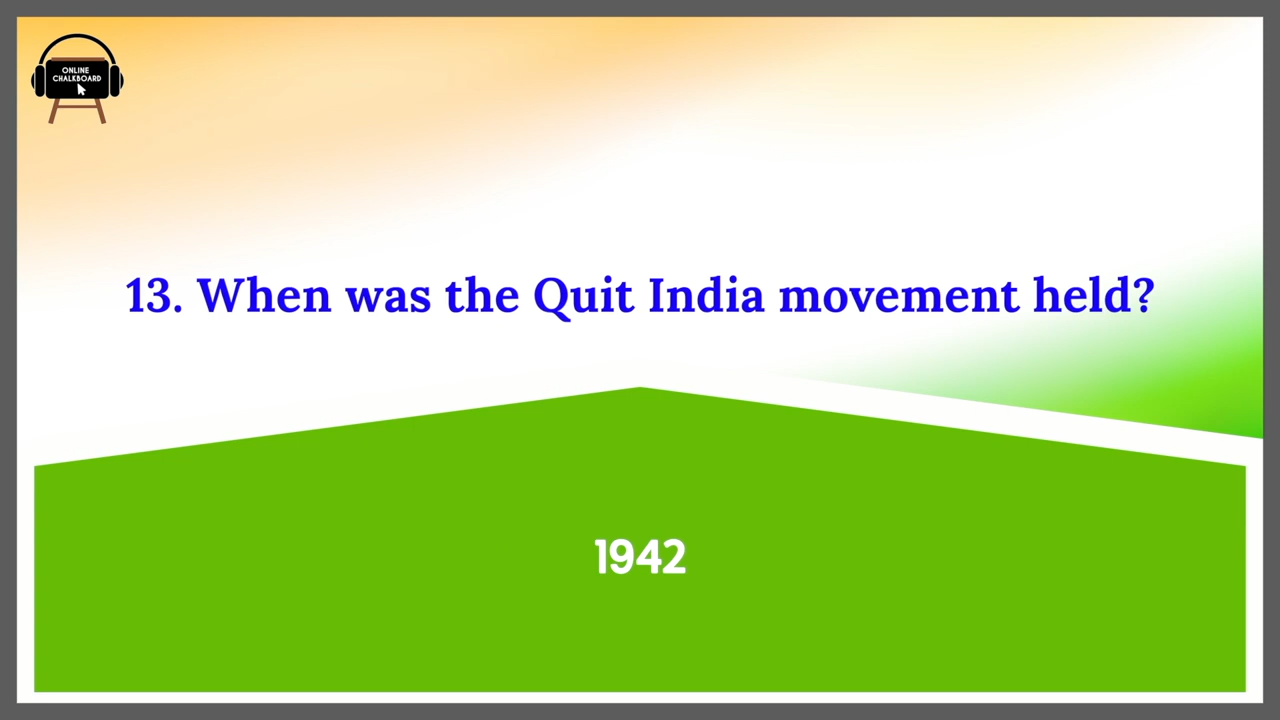 ONLINE
CHALKBOARD
13. When was the Quit India movement held?
1942